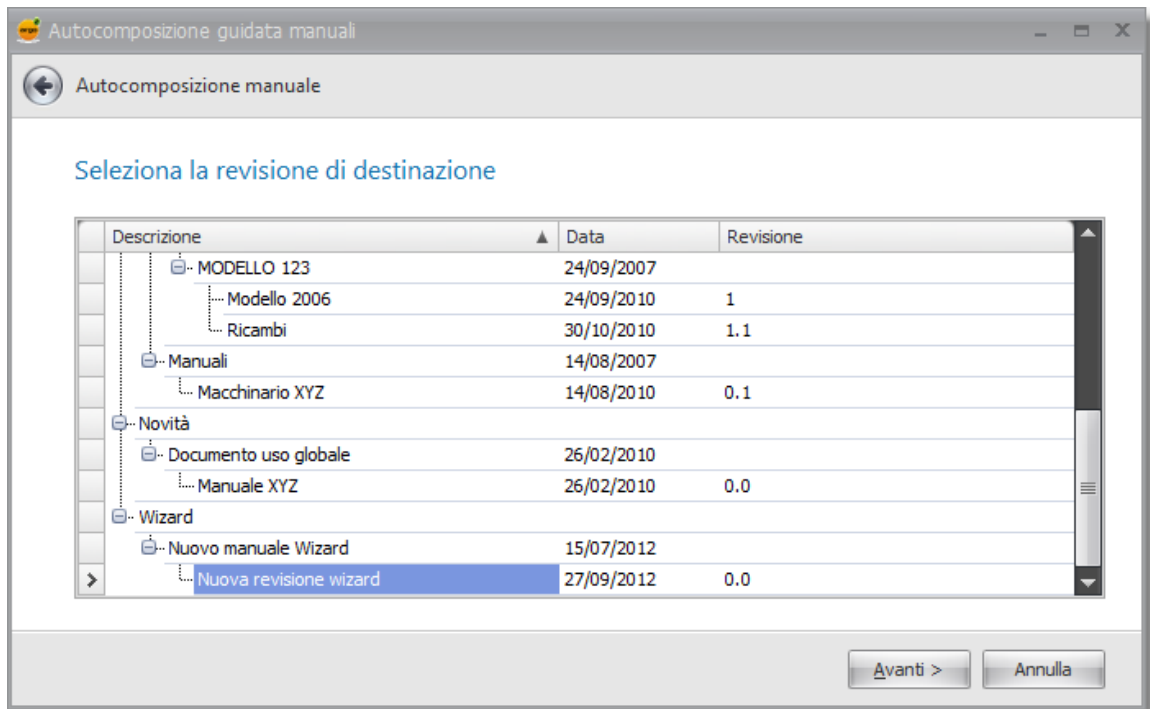 Autocomposizione guidata manuali
Autocomposizione manuale
Seleziona la revisione di destinazione
Descrizione Data Revisione
MODELLO 123 24/09/2007
Modello 2006 24/09/2010 1
Ricambi 30/10/2010 1.1
Manuali 14/08/2007
Macchinario XYZ 14/08/2010 0.1
Novità
Documento uso globale 26/02/2010
Manuale XYZ 26/02/2010 0.0
Wizard
Nuovo manuale Wizard 15/07/2012
Nuova revisione wizard 27/09/2012 0.0
Avanti > Annulla